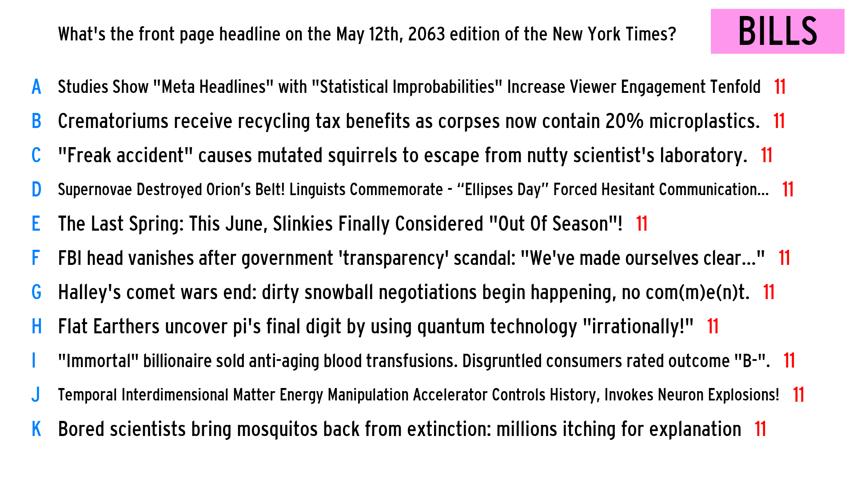 What's the front page headline on the May 12th, 2063 edition of the New York Times?
BILLS
A Studies Show "Meta Headlines" with "Statistical Improbabilities" Increase Viewer Engagement Tenfold 11
B Crematoriums receive recycling tax benefits as corpses now contain 20% microplastics. 11
C "Freak accident" causes mutated squirrels to escape from nutty scientist's laboratory. 11
D Supernovae Destroyed Orion’s Belt! Linguists Commemorate - “Ellipses Day” Forced Hesitant Communication... 11
E The Last Spring: This June, Slinkies Finally Considered "Out Of Season"! 11
F FBI head vanishes after government 'transparency' scandal: "We've made ourselves clear..." 11
G Halley's comet wars end: dirty snowball negotiations begin happening, no com(m)e(n)t. 11
H Flat Earthers uncover pi's final digit by using quantum technology "irrationally!" 11
I "Immortal" billionaire sold anti-aging blood transfusions. Disgruntled consumers rated outcome "B-". 11
J Temporal Interdimensional Matter Energy Manipulation Accelerator Controls History, Invokes Neuron Explosions! 11
K Bored scientists bring mosquitos back from extinction: millions itching for explanation 11